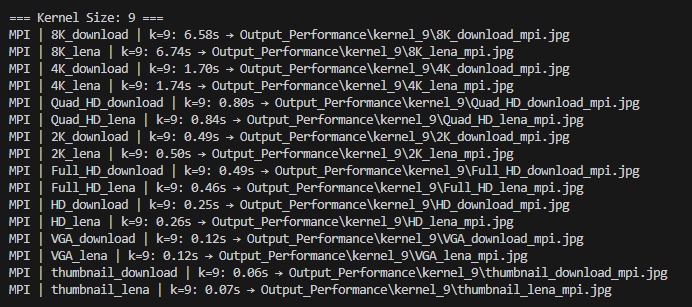 === Kernel Size: 9 ===
MPI | 8K_download | k=9: 6.58s → Output_Performance\kernel_9\8K_download_mpi.jpg
MPI | 8K_lena | k=9: 6.74s → Output_Performance\kernel_9\8K_lena_mpi.jpg
MPI | 4K_download | k=9: 1.70s → Output_Performance\kernel_9\4K_download_mpi.jpg
MPI | 4K_lena | k=9: 1.74s → Output_Performance\kernel_9\4K_lena_mpi.jpg
MPI | Quad_HD_download | k=9: 0.80s → Output_Performance\kernel_9\Quad_HD_download_mpi.jpg
MPI | Quad_HD_lena | k=9: 0.84s → Output_Performance\kernel_9\Quad_HD_lena_mpi.jpg
MPI | 2K_download | k=9: 0.49s → Output_Performance\kernel_9\2K_download_mpi.jpg
MPI | 2K_lena | k=9: 0.50s → Output_Performance\kernel_9\2K_lena_mpi.jpg
MPI | Full_HD_download | k=9: 0.49s → Output_Performance\kernel_9\Full_HD_download_mpi.jpg
MPI | Full_HD_lena | k=9: 0.46s → Output_Performance\kernel_9\Full_HD_lena_mpi.jpg
MPI | HD_download | k=9: 0.25s → Output_Performance\kernel_9\HD_download_mpi.jpg
MPI | HD_lena | k=9: 0.26s → Output_Performance\kernel_9\HD_lena_mpi.jpg
MPI | VGA_download | k=9: 0.12s → Output_Performance\kernel_9\VGA_download_mpi.jpg
MPI | VGA_lena | k=9: 0.12s → Output_Performance\kernel_9\VGA_lena_mpi.jpg
MPI | thumbnail_download | k=9: 0.06s → Output_Performance\kernel_9\thumbnail_download_mpi.jpg
MPI | thumbnail_lena | k=9: 0.07s → Output_Performance\kernel_9\thumbnail_lena_mpi.jpg